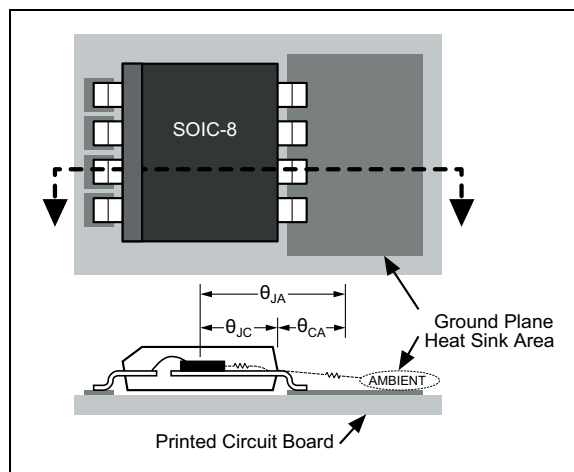 SOIC-8
θJA
θJC
θCA
Ground Plane
Heat Sink Area
AMBIENT
Printed Circuit Board